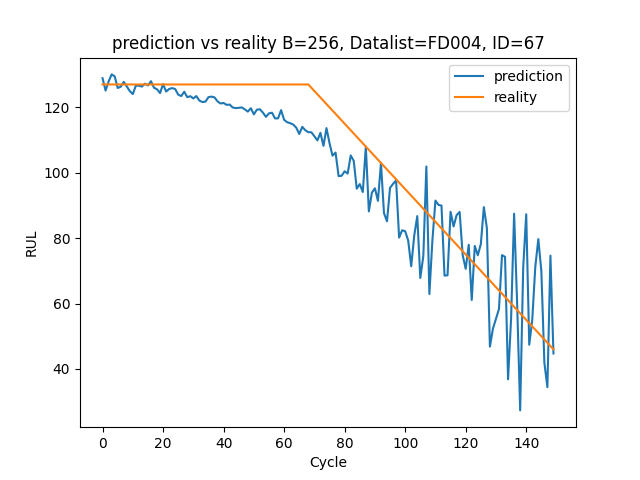 prediction vs reality B=256, Datalist=FD004, ID=67
prediction
reality
120
100
80
60
40
RUL
0 20 40 60 80 100 120 140
Cycle